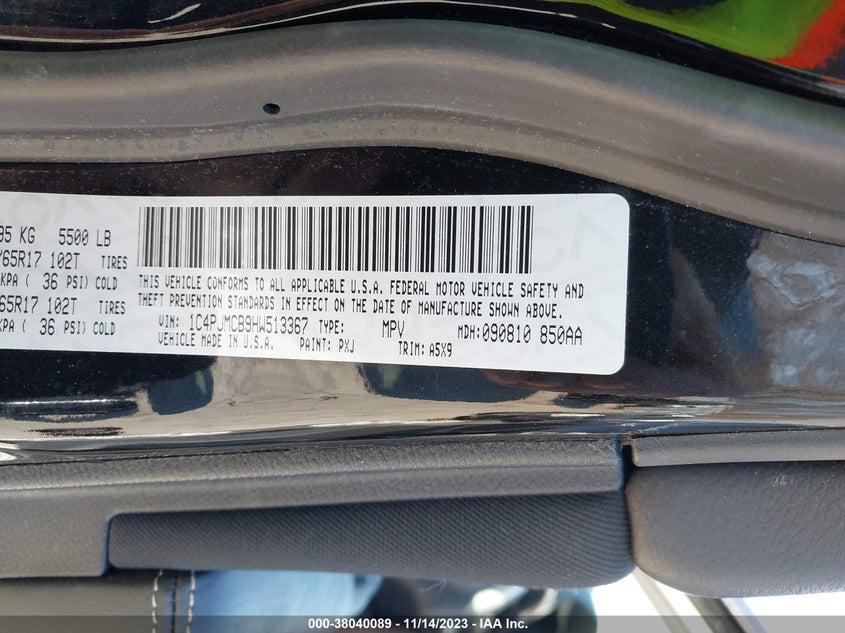 95 KG 5500 LB
65R17 102T TIRES
KPA ( 36 PSI) COLD
65R17 102T TIRES
KPA ( 36 PSI) COLD
THIS VEHICLE CONFORMS TO ALL APPLICABLE U.S.A. FEDERAL MOTOR VEHICLE SAFETY AND
THEFT PREVENTION STANDARDS IN EFFECT ON THE DATE OF MANUFACTURE SHOWN ABOVE.
VIN: 1C4PJMCB9HW513367 TYPE: MPV MDH: 090810 850AA
VEHICLE MADE IN U.S.A. PAINT: PXJ TRIM: A5X9
000-38040089 - 11/14/2023 - IAA Inc.